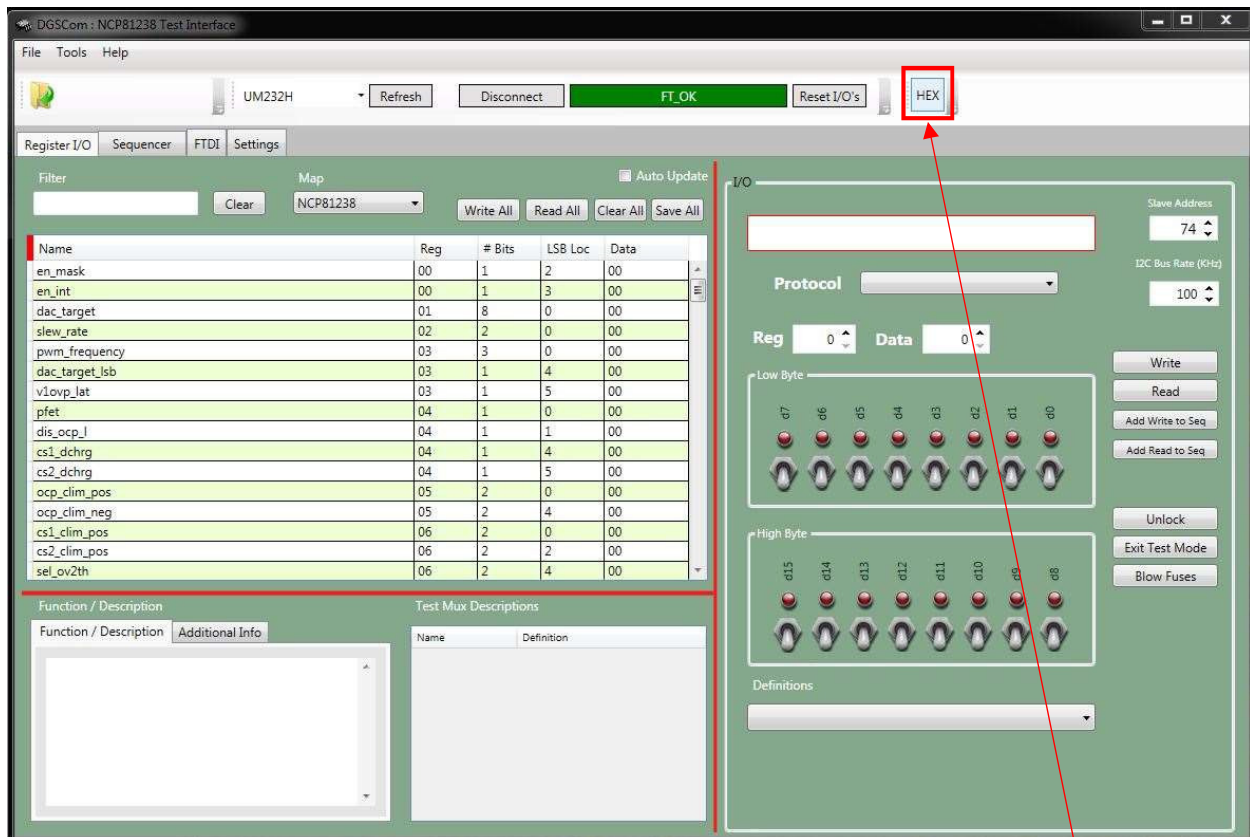 DGSCom : NCP81238 Test Interface
File Tools Help
UM232H Refresh Disconnect FT_OK Reset I/O's HEX
Register I/O Sequencer FTDI Settings
Filter Map Auto Update
Clear NCP81238 Write All Read All Clear All Save All
Name Reg # Bits LSB Loc Data
en_mask 00 1 2 00
en_int 00 1 3 00
dac_target 01 8 0 00
slew_rate 02 2 0 00
pwm_frequency 03 3 0 00
dac_target_lsb 03 1 4 00
v1ovp_lat 03 1 5 00
pfet 04 1 0 00
dis_ocp_l 04 1 1 00
cs1_dchrg 04 1 4 00
cs2_dchrg 04 1 5 00
ocp_clim_pos 05 2 0 00
ocp_clim_neg 05 2 4 00
cs1_clim_pos 06 2 0 00
cs2_clim_pos 06 2 2 00
sel_ov2th 06 2 4 00
Function / Description
Function / Description Additional Info
Test Mux Descriptions
Name Definition
I/O
Slave Address
74
I2C Bus Rate (KHz)
100
Protocol
Reg 0 Data 0
Low Byte
d7 d6 d5 d4 d3 d2 d1 d0
High Byte
d15 d14 d13 d12 d11 d10 d9 d8
Definitions
Write
Read
Add Write to Seq
Add Read to Seq
Unlock
Exit Test Mode
Blow Fuses